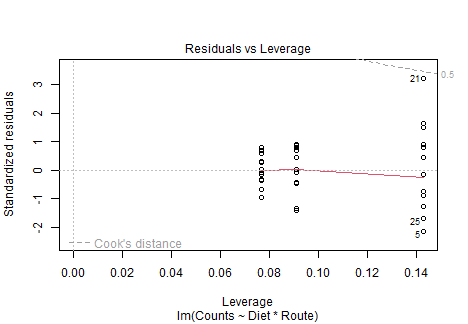 Residuals vs Leverage
Standardized residuals
3
2
1
0
-1
-2
21
0.5
25
5
Cook's distance
0.00 0.02 0.04 0.06 0.08 0.10 0.12 0.14
Leverage
lm(Counts ~ Diet * Route)